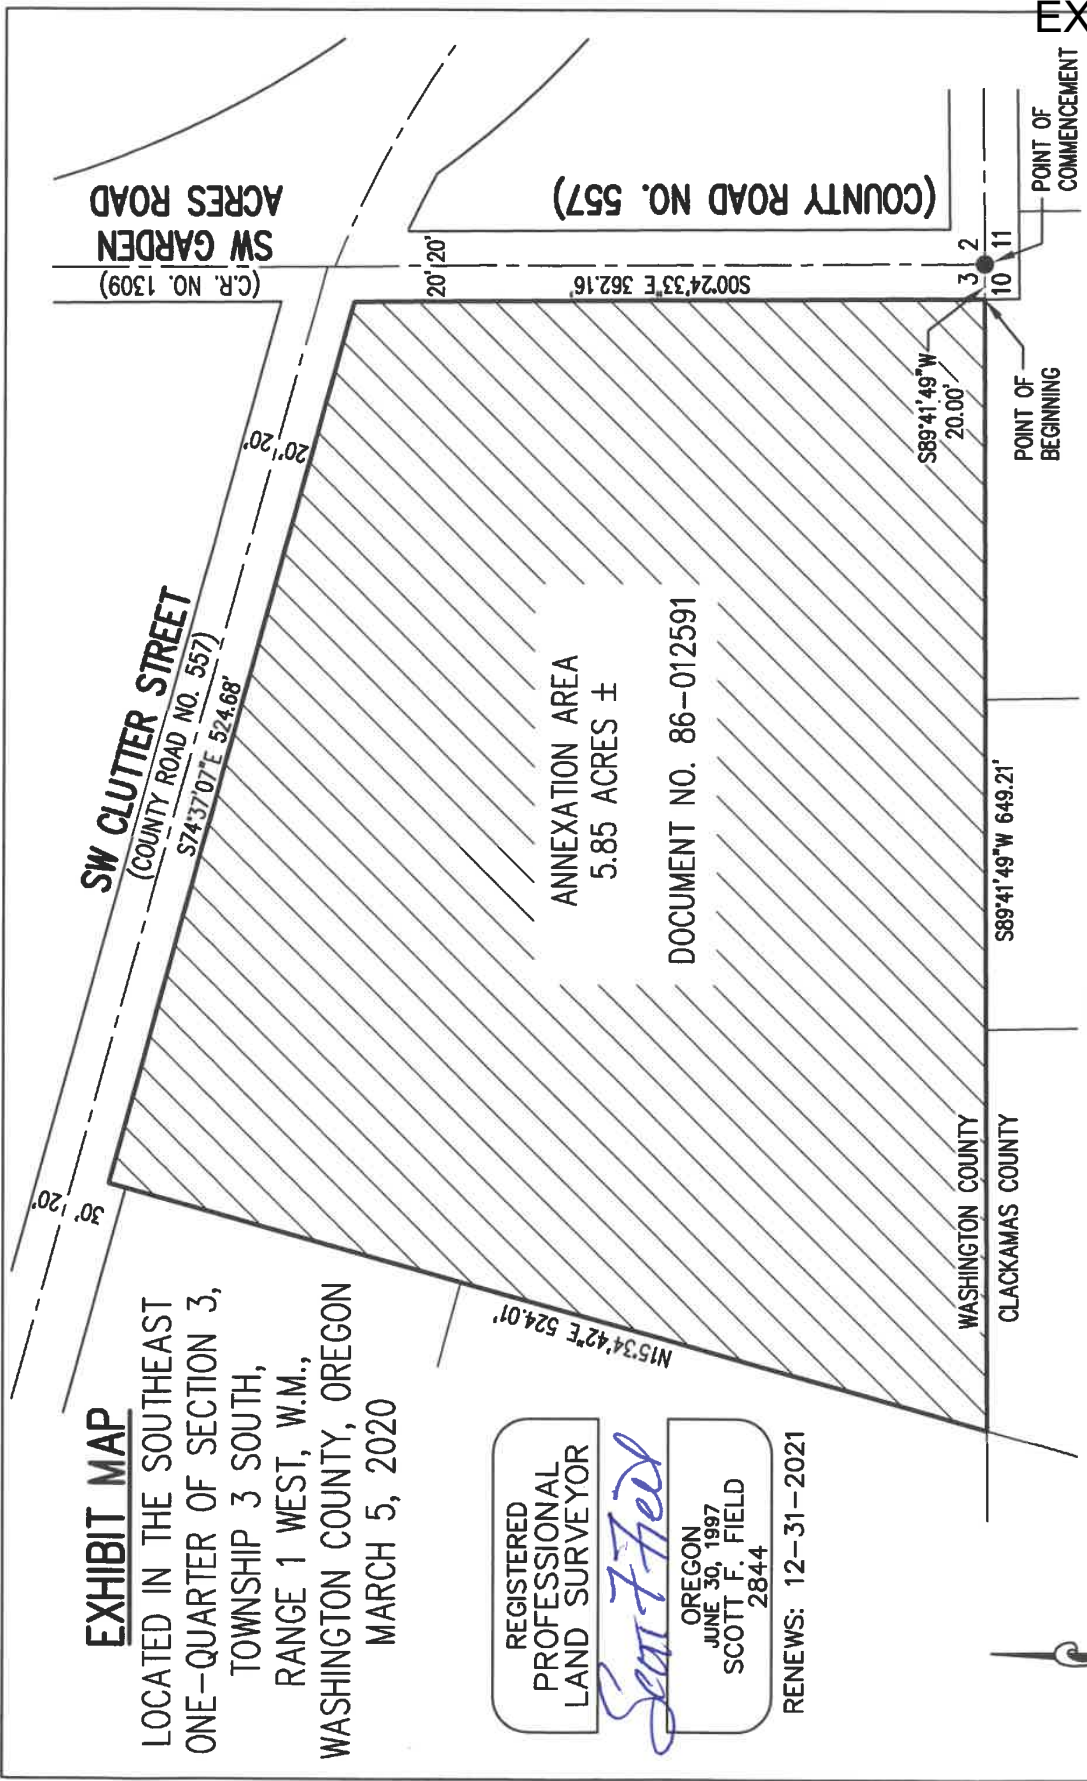 EX
EXHIBIT MAP
LOCATED IN THE SOUTHEAST
ONE-QUARTER OF SECTION 3,
TOWNSHIP 3 SOUTH,
RANGE 1 WEST, W.M.,
WASHINGTON COUNTY, OREGON
MARCH 5, 2020
SW CLUTTER STREET
(COUNTY ROAD NO. 557)
S74°37'07"E 524.68'
30' 20'
20' 20'
SW GARDEN
ACRES ROAD
(C.R. NO. 1309)
20' 20'
(COUNTY ROAD NO. 557)
S00°24'33"E 362.16'
ANNEXATION AREA
5.85 ACRES ±
DOCUMENT NO. 86-012591
N15°34'42"E 524.01'
S89°41'49"W
20.00'
3 2
10 11
POINT OF
COMMENCEMENT
POINT OF
BEGINNING
WASHINGTON COUNTY
CLACKAMAS COUNTY
S89°41'49"W 649.21'
REGISTERED
PROFESSIONAL
LAND SURVEYOR
Scott F Field
OREGON
JUNE 30, 1997
SCOTT F. FIELD
2844
RENEWS: 12-31-2021